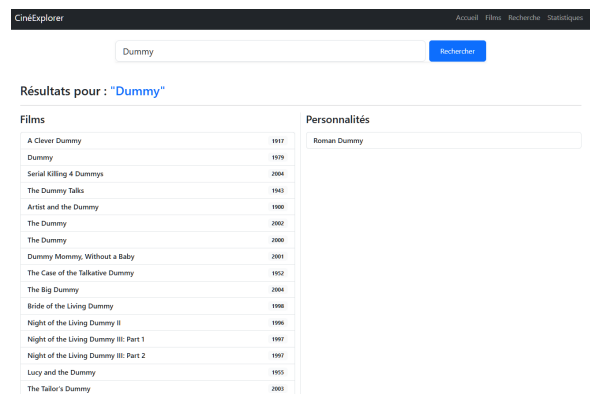 CinéExplorer
Accueil Films Recherche Statistiques
Dummy
Rechercher
Résultats pour : "Dummy"
Films
A Clever Dummy 1917
Dummy 1979
Serial Killing 4 Dummys 2004
The Dummy Talks 1943
Artist and the Dummy 1900
The Dummy 2002
The Dummy 2000
Dummy Mommy, Without a Baby 2001
The Case of the Talkative Dummy 1952
The Big Dummy 2004
Bride of the Living Dummy 1998
Night of the Living Dummy II 1996
Night of the Living Dummy III: Part 1 1997
Night of the Living Dummy III: Part 2 1997
Lucy and the Dummy 1955
The Tailor's Dummy 2003
Personnalités
Roman Dummy